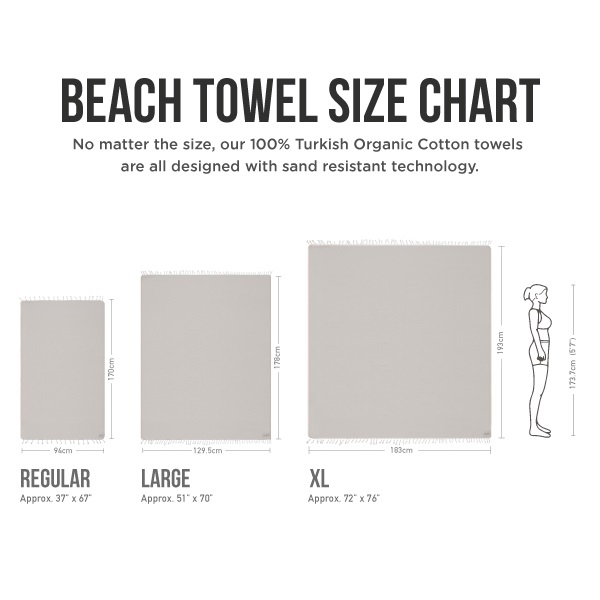 BEACH TOWEL SIZE CHART
No matter the size, our 100% Turkish Organic Cotton towels
are all designed with sand resistant technology.
170cm
94cm
REGULAR
Approx. 37" x 67"
178cm
129.5cm
LARGE
Approx. 51" x 70"
193cm
183cm
XL
Approx. 72" x 76"
173.7cm (5'7")